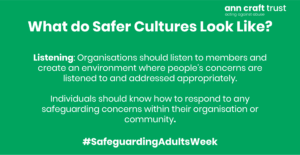 ann craft trust
acting against abuse
What do Safer Cultures Look Like?
Listening: Organisations should listen to members and
create an environment where people's concerns are
listened to and addressed appropriately.
Individuals should know how to respond to any
safeguarding concerns within their organisation or
community.
#SafeguardingAdultsWeek